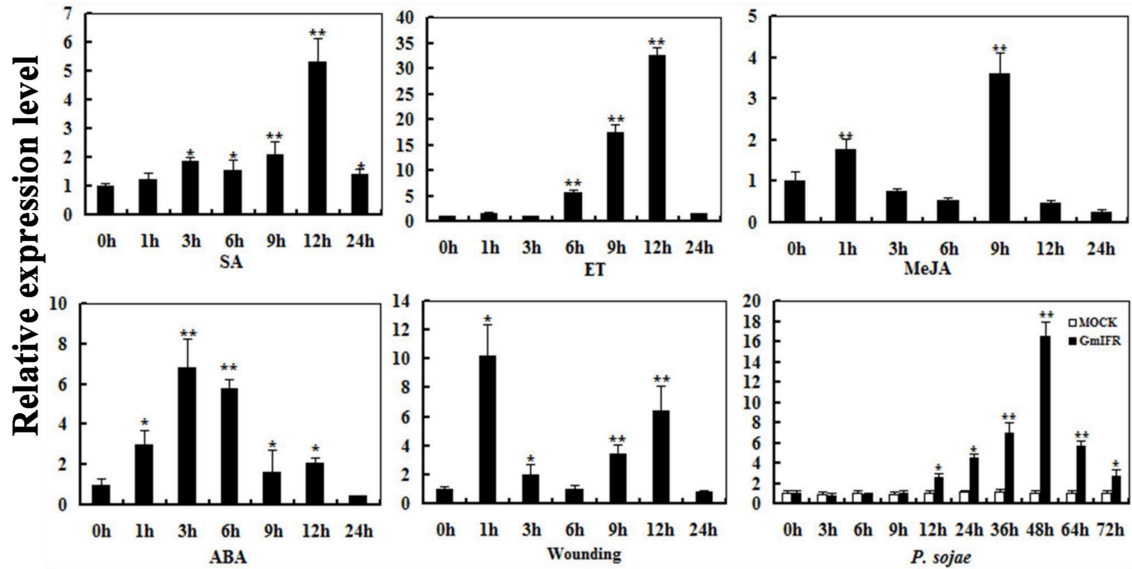 Relative expression level
7
6
5
4
3
2
1
0
* * ** ** *
0h 1h 3h 6h 9h 12h 24h
SA
40
35
30
25
20
15
10
5
0
** ** **
0h 1h 3h 6h 9h 12h 24h
ET
5
4
3
2
1
0
** **
0h 1h 3h 6h 9h 12h 24h
MeJA
10
8
6
4
2
0
* ** ** * *
0h 1h 3h 6h 9h 12h 24h
ABA
14
12
10
8
6
4
2
0
* * ** **
0h 1h 3h 6h 9h 12h 24h
Wounding
20
18
16
14
12
10
8
6
4
2
0
MOCK
GmIFR
* * ** ** ** *
0h 3h 6h 9h 12h 24h 36h 48h 64h 72h
P. sojae